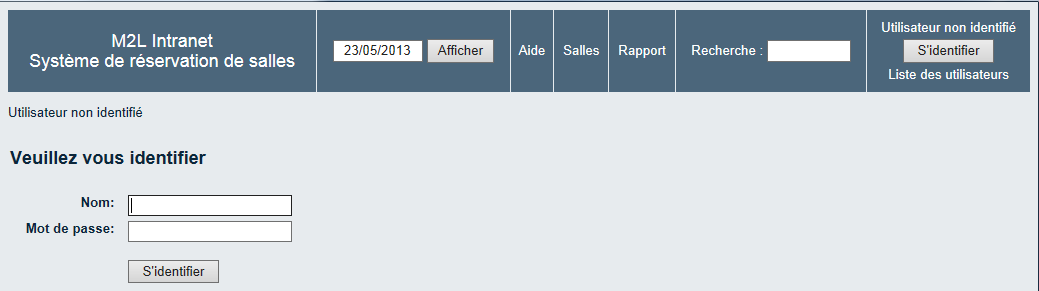 M2L Intranet
Système de réservation de salles
23/05/2013 Afficher
Aide
Salles
Rapport
Recherche :
Utilisateur non identifié
S'identifier
Liste des utilisateurs
Utilisateur non identifié
Veuillez vous identifier
Nom:
Mot de passe:
S'identifier